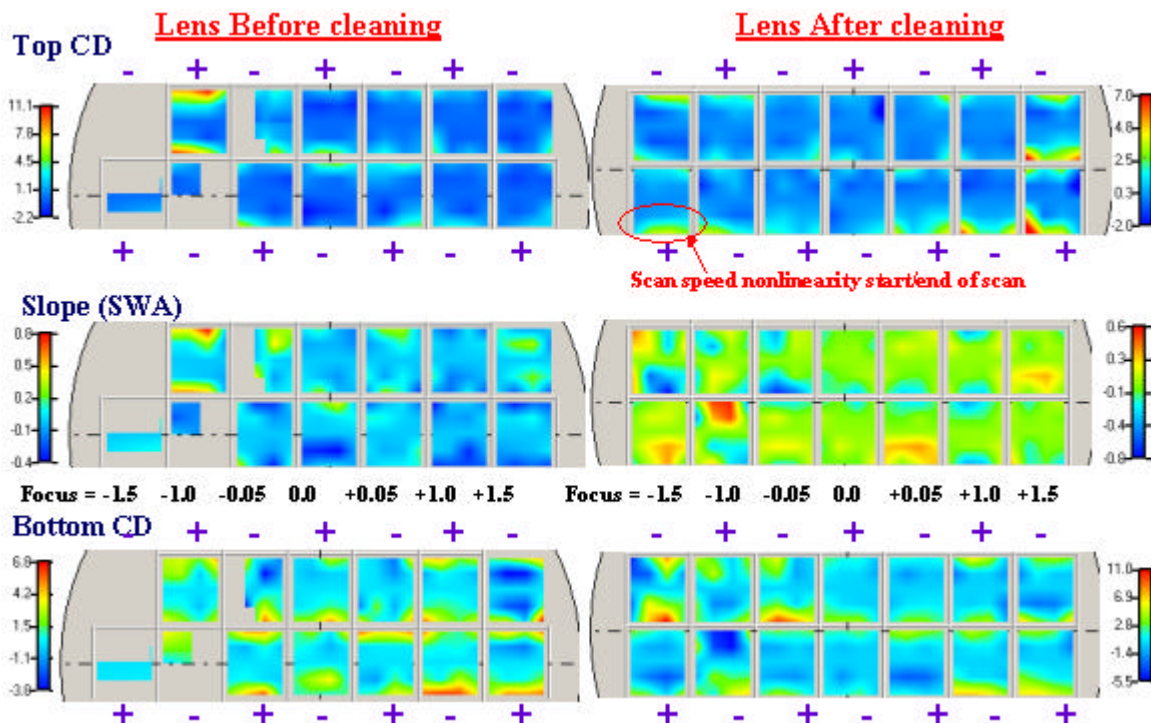 Lens Before cleaning
Lens After cleaning
Top CD
- + - + - + -
- + - + - + -
11.1
7.8
4.5
1.1
-2.2
7.0
4.8
2.5
0.3
-2.0
+ - + - + - +
+ - + - + - +
Scan speed nonlinearity start/end of scan
Slope (SWA)
0.8
0.5
0.2
-0.1
-0.4
0.6
0.3
-0.1
-0.4
-0.8
Focus = -1.5 -1.0 -0.05 0.0 +0.05 +1.0 +1.5
Focus = -1.5 -1.0 -0.05 0.0 +0.05 +1.0 +1.5
Bottom CD
- + - + - + -
- + - + - + -
6.8
4.2
1.5
-1.1
-3.8
11.0
6.9
2.8
-1.4
-5.5
+ - + - + - +
+ - + - + - +